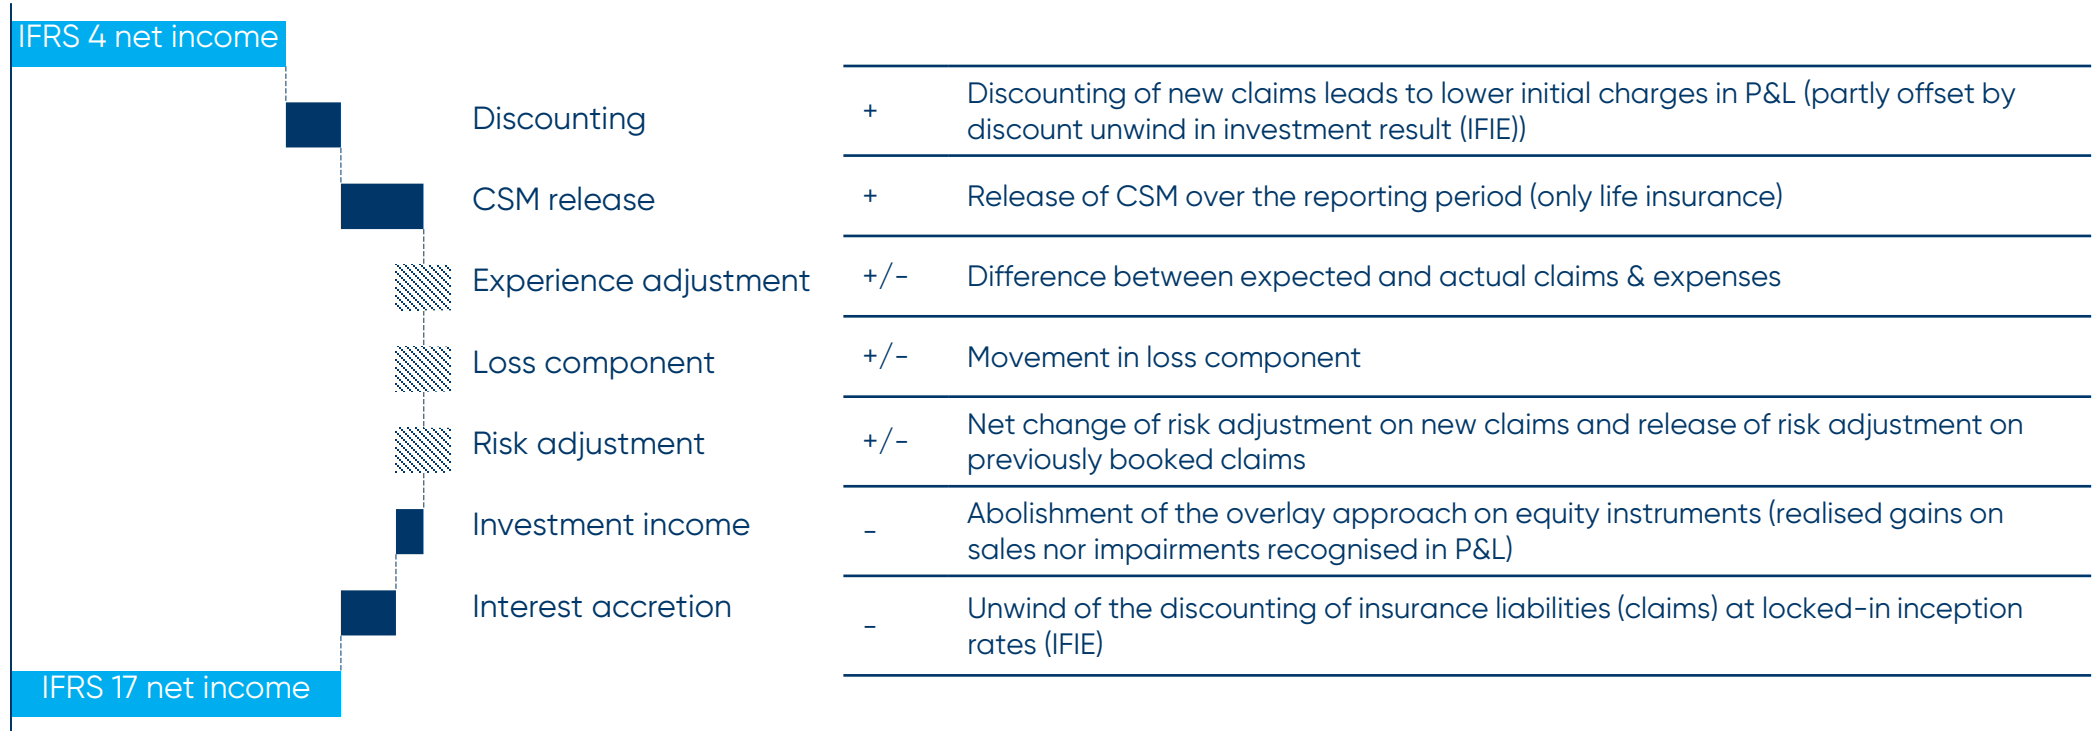 IFRS 4 net income
Discounting
+
Discounting of new claims leads to lower initial charges in P&L (partly offset by
discount unwind in investment result (IFIE))
CSM release
+
Release of CSM over the reporting period (only life insurance)
Experience adjustment
+/-
Difference between expected and actual claims & expenses
Loss component
+/-
Movement in loss component
Risk adjustment
+/-
Net change of risk adjustment on new claims and release of risk adjustment on
previously booked claims
Investment income
-
Abolishment of the overlay approach on equity instruments (realised gains on
sales nor impairments recognised in P&L)
Interest accretion
-
Unwind of the discounting of insurance liabilities (claims) at locked-in inception
rates (IFIE)
IFRS 17 net income